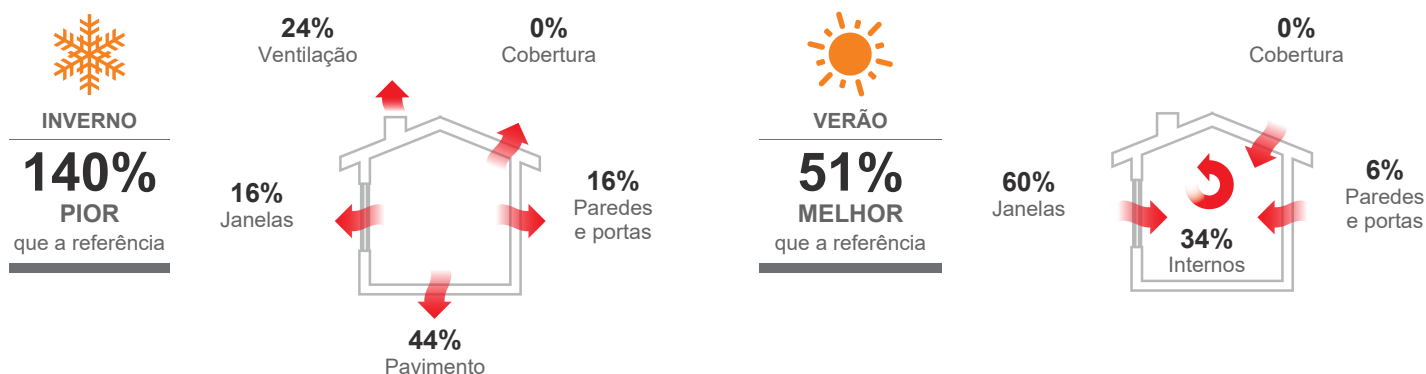 INVERNO
140%
PIOR
que a referência
24%
Ventilação
0%
Cobertura
16%
Janelas
16%
Paredes
e portas
44%
Pavimento
VERÃO
51%
MELHOR
que a referência
0%
Cobertura
60%
Janelas
6%
Paredes
e portas
34%
Internos